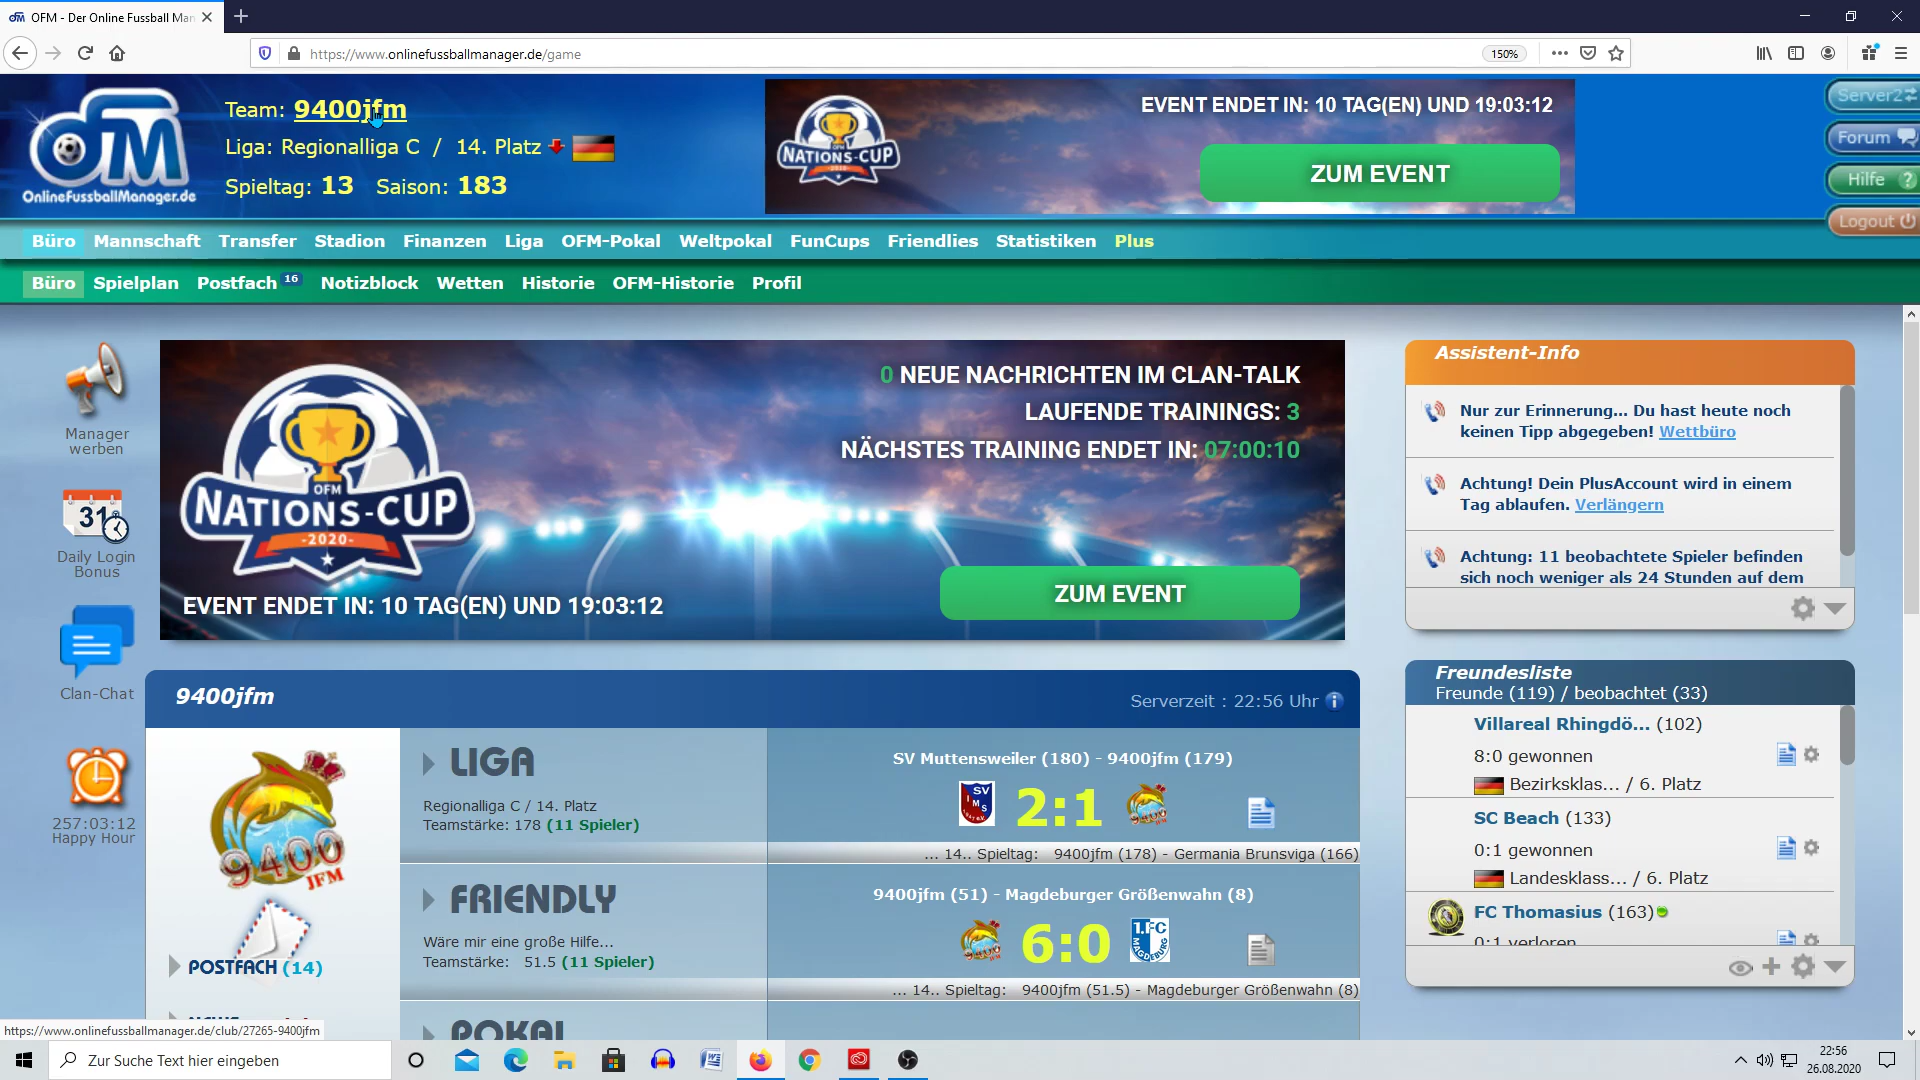 OFM - Der Online Fussball Man
https://www.onlinefussballmanager.de/game
150%
OFM
OnlineFussballManager.de
Team: 9400jfm
Liga: Regionalliga C / 14. Platz
Spieltag: 13 Saison: 183
NATIONS-CUP
EVENT ENDET IN: 10 TAG(EN) UND 19:03:12
ZUM EVENT
Server2
Forum
Hilfe ?
Logout
Büro Mannschaft Transfer Stadion Finanzen Liga OFM-Pokal Weltpokal FunCups Friendlies Statistiken Plus
Büro Spielplan Postfach 16 Notizblock Wetten Historie OFM-Historie Profil
Manager
werben
31
Daily Login
Bonus
Clan-Chat
257:03:12
Happy Hour
OFM
NATIONS-CUP
-2020-
0 NEUE NACHRICHTEN IM CLAN-TALK
LAUFENDE TRAININGS: 3
NÄCHSTES TRAINING ENDET IN: 07:00:10
EVENT ENDET IN: 10 TAG(EN) UND 19:03:12
ZUM EVENT
Assistent-Info
Nur zur Erinnerung... Du hast heute noch
keinen Tipp abgegeben! Wettbüro
Achtung! Dein PlusAccount wird in einem
Tag ablaufen. Verlängern
Achtung: 11 beobachtete Spieler befinden
sich noch weniger als 24 Stunden auf dem
Freundesliste
Freunde (119) / beobachtet (33)
Villareal Rhingdö... (102)
8:0 gewonnen
Bezirksklas... / 6. Platz
SC Beach (133)
0:1 gewonnen
Landesklass... / 6. Platz
FC Thomasius (163)
0:1 verloren
9400jfm
Serverzeit : 22:56 Uhr
9400
JFM
POSTFACH (14)
LIGA
Regionalliga C / 14. Platz
Teamstärke: 178 (11 Spieler)
SV Muttensweiler (180) - 9400jfm (179)
2:1
... 14.. Spieltag: 9400jfm (178) - Germania Brunsviga (166)
FRIENDLY
Wäre mir eine große Hilfe...
Teamstärke: 51.5 (11 Spieler)
9400jfm (51) - Magdeburger Größenwahn (8)
6:0
1.FC
MAGDEBURG
... 14.. Spieltag: 9400jfm (51.5) - Magdeburger Größenwahn (8)
POKAL
https://www.onlinefussballmanager.de/club/27265-9400jfm
Zur Suche Text hier eingeben
22:56
26.08.2020